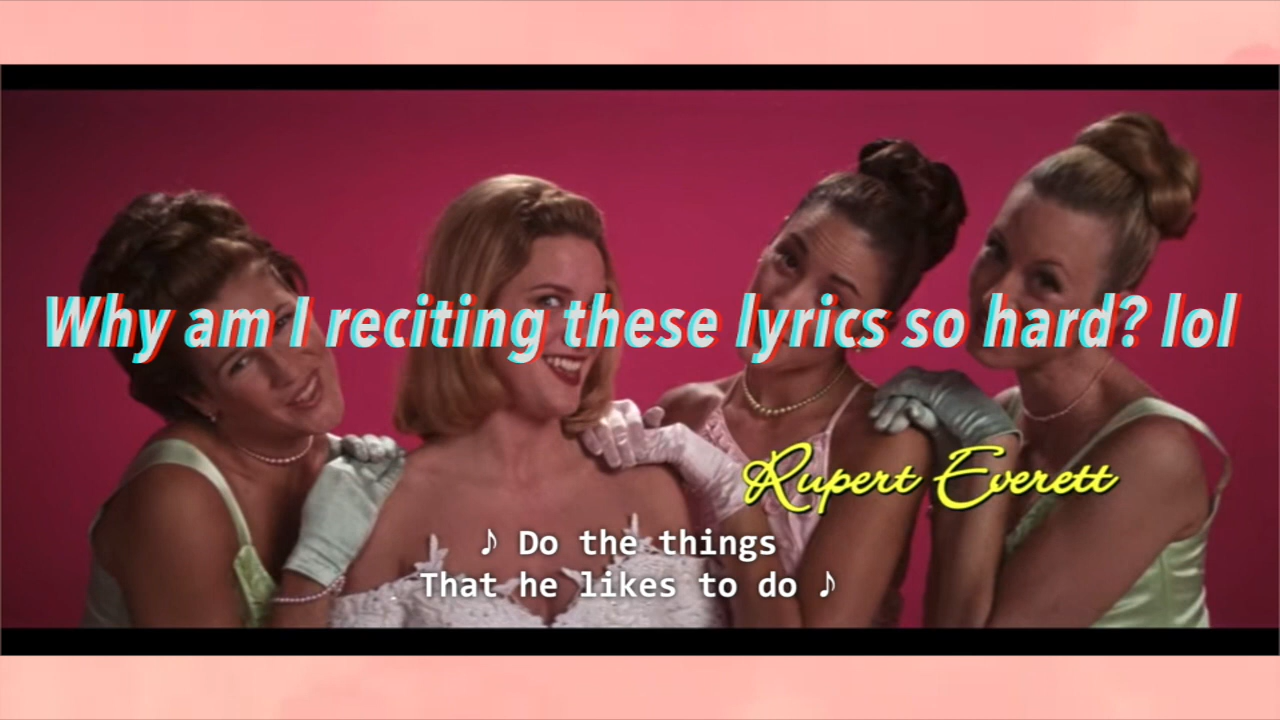 Why am I reciting these lyrics so hard? lol
Rupert Everett
♪ Do the things
That he likes to do ♪